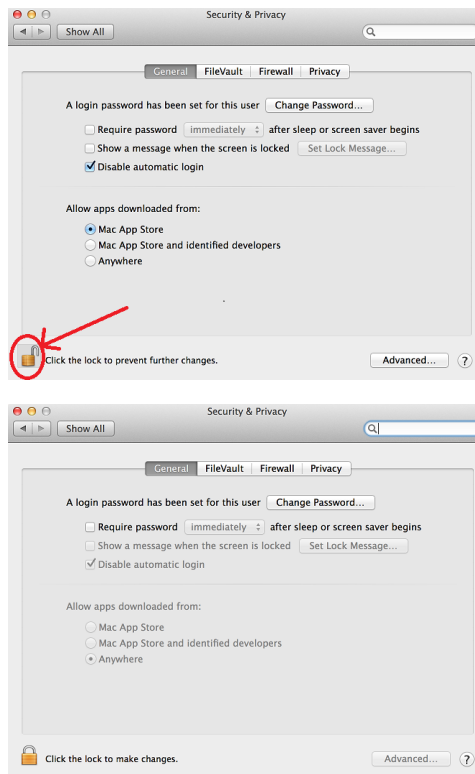 Security & Privacy
Show All
General FileVault Firewall Privacy
A login password has been set for this user Change Password...
Require password immediately after sleep or screen saver begins
Show a message when the screen is locked Set Lock Message...
Disable automatic login
Allow apps downloaded from:
Mac App Store
Mac App Store and identified developers
Anywhere
Click the lock to prevent further changes. Advanced... ?
Security & Privacy
Show All
General FileVault Firewall Privacy
A login password has been set for this user Change Password...
Require password immediately after sleep or screen saver begins
Show a message when the screen is locked Set Lock Message...
Disable automatic login
Allow apps downloaded from:
Mac App Store
Mac App Store and identified developers
Anywhere
Click the lock to make changes. Advanced... ?